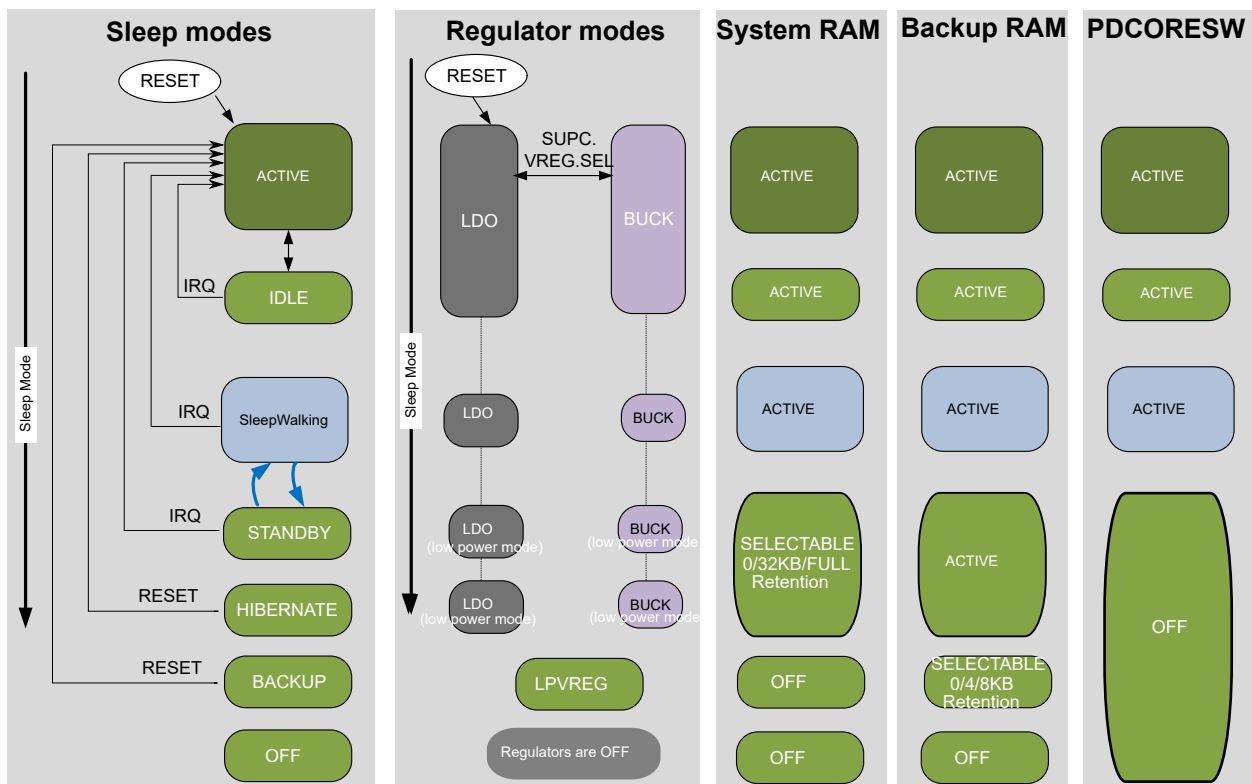 Sleep modes
RESET
ACTIVE
IRQ
IDLE
Sleep Mode
IRQ
SleepWalking
IRQ
STANDBY
RESET
HIBERNATE
RESET
BACKUP
OFF
Regulator modes
RESET
SUPC.
VREG.SEL
LDO
BUCK
Sleep Mode
LDO
BUCK
LDO
(low power mode)
BUCK
(low power mode
LDO
(low power mode)
BUCK
(low power mode
LPVREG
Regulators are OFF
System RAM
ACTIVE
ACTIVE
ACTIVE
SELECTABLE
0/32KB/FULL
Retention
OFF
OFF
Backup RAM
ACTIVE
ACTIVE
ACTIVE
ACTIVE
SELECTABLE
0/4/8KB
Retention
OFF
PDCORESW
ACTIVE
ACTIVE
ACTIVE
OFF